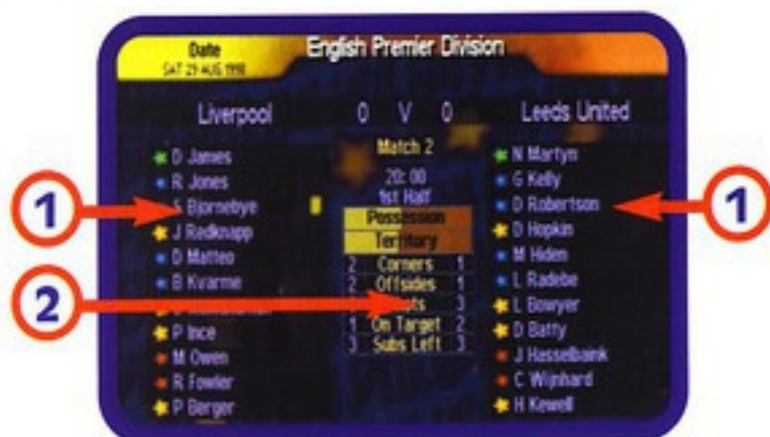 Date
English Premier Division
SAT 29 AUG 1998
Liverpool 0 V 0 Leeds United
Match 2
20:00
1st Half
Possession
Territory
2 Corners 1
2 Offsides 1
3
1 On Target 2
3 Subs Left 3
D James
R Jones
S Bjornebye
J Redknapp
D Matteo
B Kvarme
P Ince
M Owen
R Fowler
P Berger
N Martyn
G Kelly
D Robertson
D Hopkin
M Hiden
L Radebe
L Bowyer
D Batty
J Hasselbaink
C Wijnhard
H Kewell
1
1
2